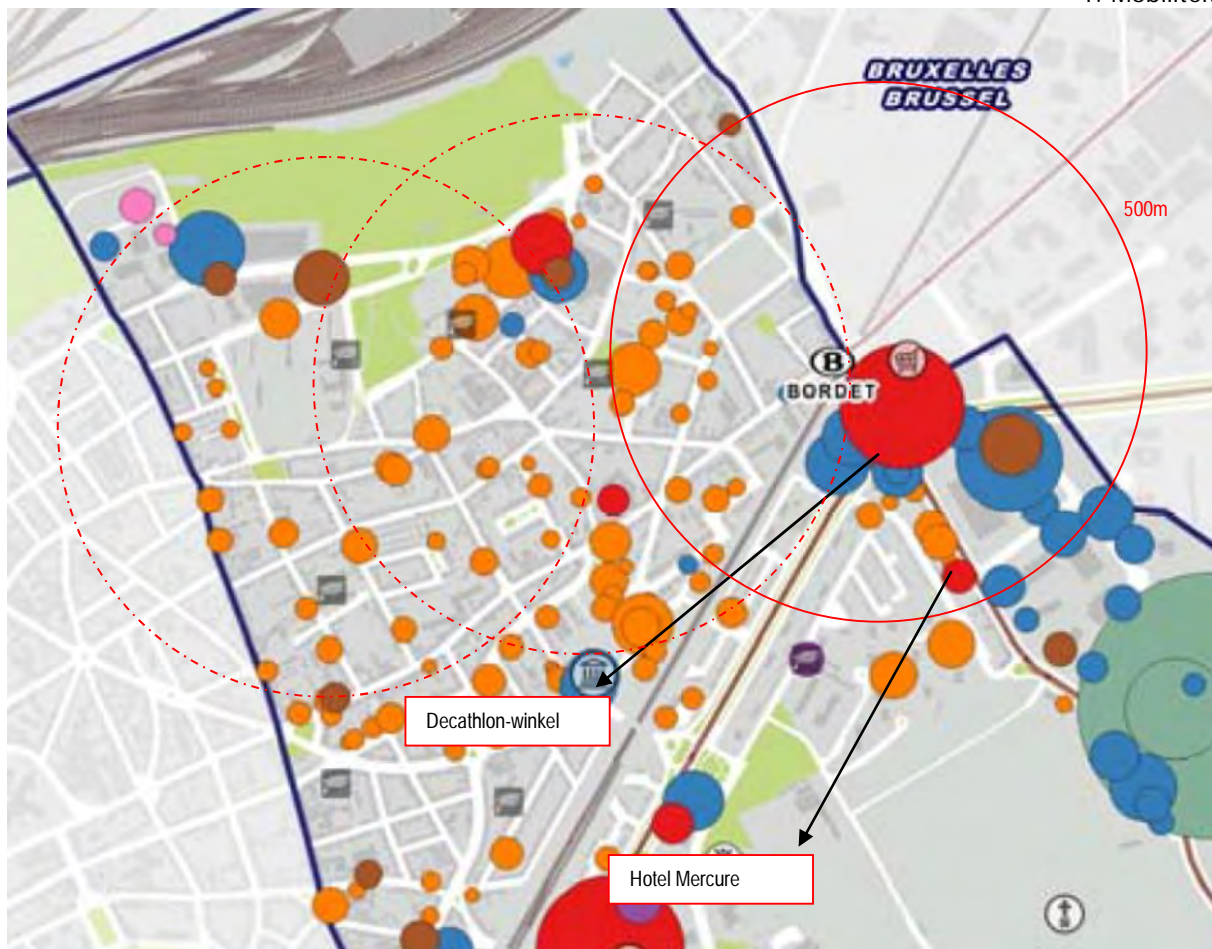 BRUXELLES
BRUSSEL
500m
B
BORDET
Decathlon-winkel
Hotel Mercure